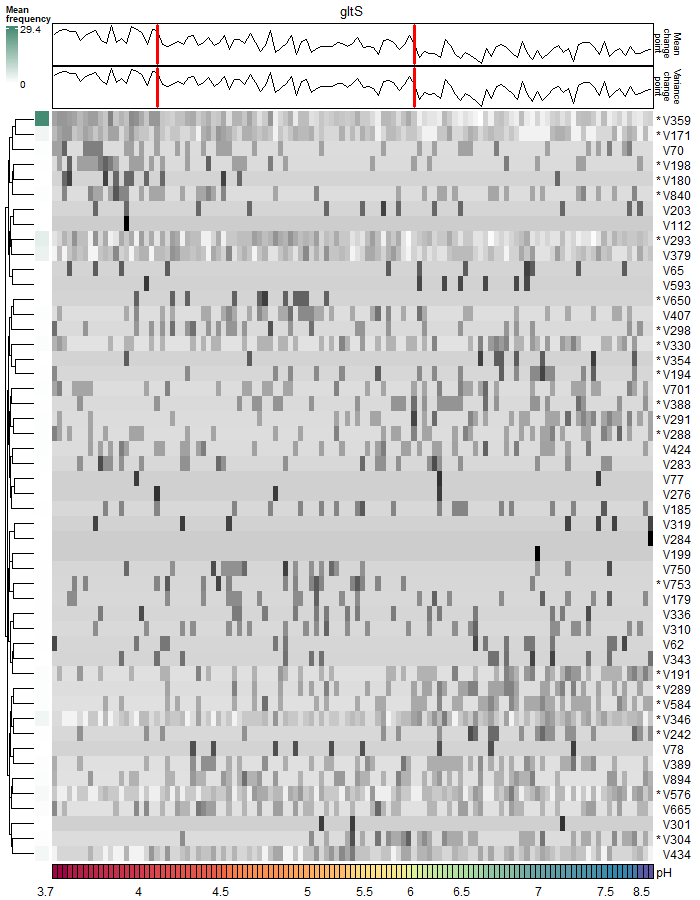 gltS
Mean
frequency
29.4
0
Mean
change
point
Variance
change
point
* V359
* V171
V70
* V198
* V180
* V840
V203
V112
* V293
V379
V65
V593
* V650
V407
* V298
* V330
* V354
* V194
V701
* V388
* V291
* V288
V424
V283
V77
V276
V185
V319
V284
V199
V750
* V753
V179
V336
V310
V62
V343
* V191
* V289
* V584
* V346
* V242
V78
V389
V894
* V576
V665
V301
* V304
V434
pH
3.7 4 4.5 5 5.5 6 6.5 7 7.5 8.5